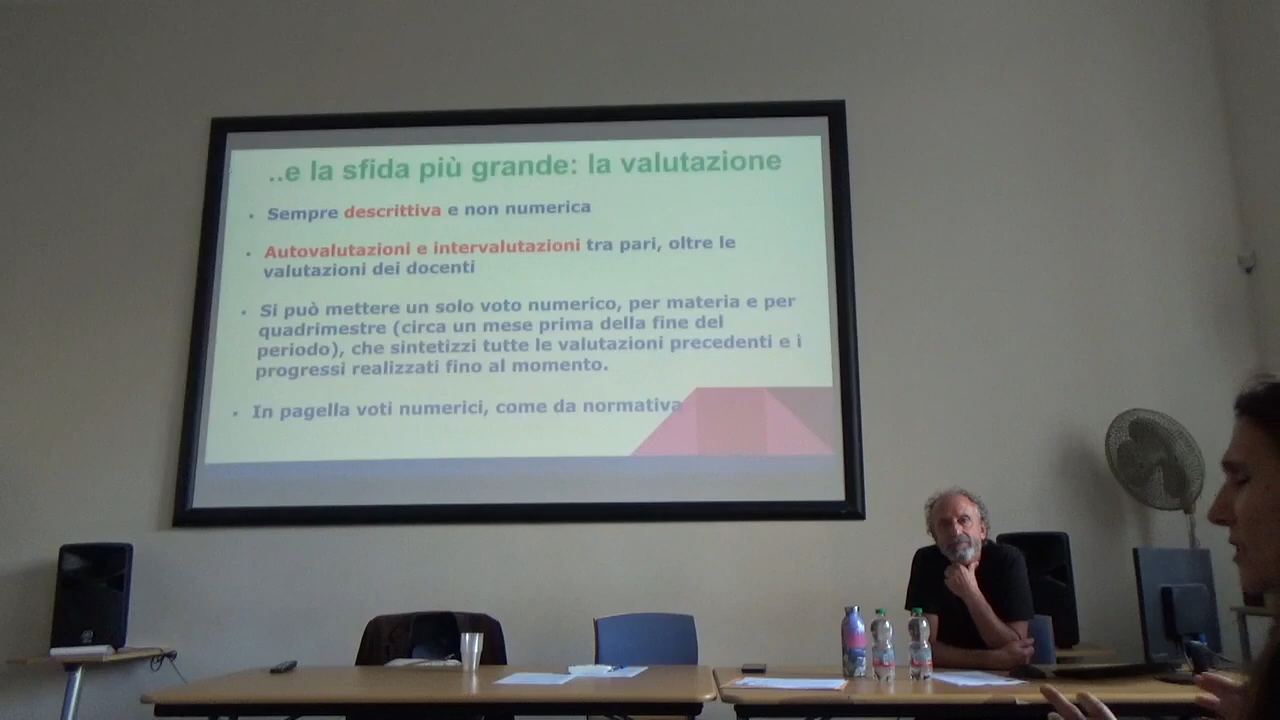 ..e la sfida più grande: la valutazione
• Sempre descrittiva e non numerica
• Autovalutazioni e intervalutazioni tra pari, oltre le
valutazioni dei docenti
• Si può mettere un solo voto numerico, per materia e per
quadrimestre (circa un mese prima della fine del
periodo), che sintetizzi tutte le valutazioni precedenti e i
progressi realizzati fino al momento.
• In pagella voti numerici, come da normativa